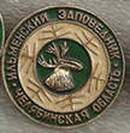 ИЛЬМЕНСКИЙ ЗАПОВЕДНИК
ЧЕЛЯБИНСКАЯ ОБЛАСТЬ